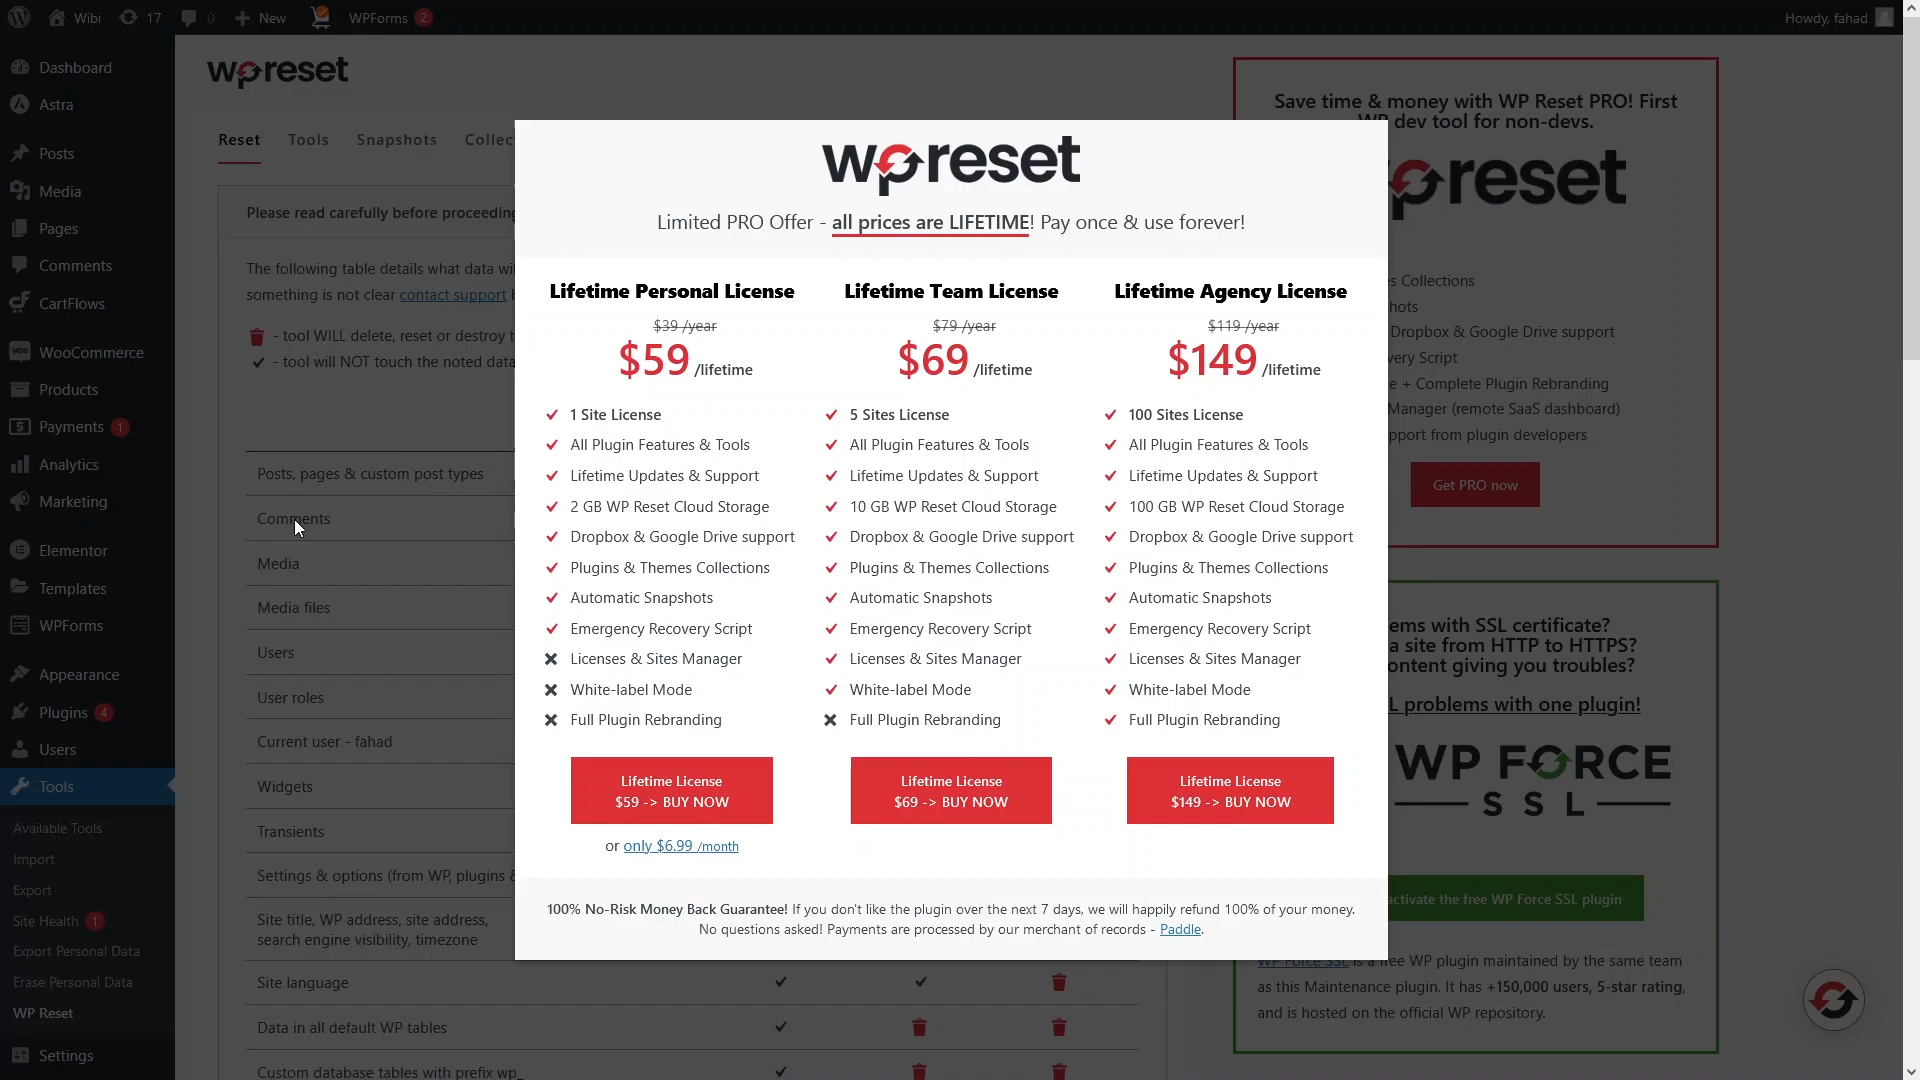 Wibi
17
0
New
WPForms 2
Howdy, fahad
Dashboard
Astra
Posts
Media
Pages
Comments
CartFlows
WooCommerce
Products
Payments 1
Analytics
Marketing
Elementor
Templates
WPForms
Appearance
Plugins 4
Users
Tools
Available Tools
Import
Export
Site Health 1
Export Personal Data
Erase Personal Data
WP Reset
Settings
wpreset
Reset
Tools
Snapshots
Collec
Please read carefully before proceeding
The following table details what data wi
something is not clear contact support
- tool WILL delete, reset or destroy t
- tool will NOT touch the noted data
Posts, pages & custom post types
Comments
Media
Media files
Users
User roles
Current user - fahad
Widgets
Transients
Settings & options (from WP, plugins &
Site title, WP address, site address,
search engine visibility, timezone
Site language
Data in all default WP tables
Custom database tables with prefix wp_
wpreset
Limited PRO Offer - all prices are LIFETIME! Pay once & use forever!
Lifetime Personal License
$39 /year
$59 /lifetime
1 Site License
All Plugin Features & Tools
Lifetime Updates & Support
2 GB WP Reset Cloud Storage
Dropbox & Google Drive support
Plugins & Themes Collections
Automatic Snapshots
Emergency Recovery Script
Licenses & Sites Manager
White-label Mode
Full Plugin Rebranding
Lifetime License
$59 -> BUY NOW
or only $6.99 /month
Lifetime Team License
$79 /year
$69 /lifetime
5 Sites License
All Plugin Features & Tools
Lifetime Updates & Support
10 GB WP Reset Cloud Storage
Dropbox & Google Drive support
Plugins & Themes Collections
Automatic Snapshots
Emergency Recovery Script
Licenses & Sites Manager
White-label Mode
Full Plugin Rebranding
Lifetime License
$69 -> BUY NOW
Lifetime Agency License
$119 /year
$149 /lifetime
100 Sites License
All Plugin Features & Tools
Lifetime Updates & Support
100 GB WP Reset Cloud Storage
Dropbox & Google Drive support
Plugins & Themes Collections
Automatic Snapshots
Emergency Recovery Script
Licenses & Sites Manager
White-label Mode
Full Plugin Rebranding
Lifetime License
$149 -> BUY NOW
100% No-Risk Money Back Guarantee! If you don't like the plugin over the next 7 days, we will happily refund 100% of your money.
No questions asked! Payments are processed by our merchant of records - Paddle.
Save time & money with WP Reset PRO! First
WP dev tool for non-devs.
reset
s Collections
hots
Dropbox & Google Drive support
very Script
e + Complete Plugin Rebranding
Manager (remote SaaS dashboard)
pport from plugin developers
Get PRO now
ems with SSL certificate?
a site from HTTP to HTTPS?
ontent giving you troubles?
L problems with one plugin!
WP FORCE
SSL
activate the free WP Force SSL plugin
WP Force SSL is a free WP plugin maintained by the same team
as this Maintenance plugin. It has +150,000 users, 5-star rating,
and is hosted on the official WP repository.